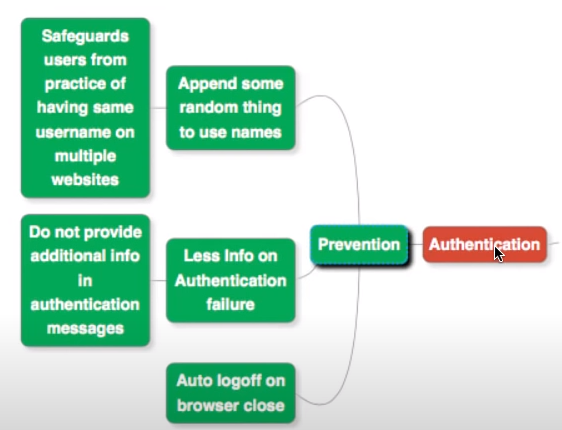 Safeguards
users from
practice of
having same
username on
multiple
websites
Append some
random thing
to use names
Do not provide
additional info
in
authentication
messages
Less Info on
Authentication
failure
Prevention
Authentication
Auto logoff on
browser close